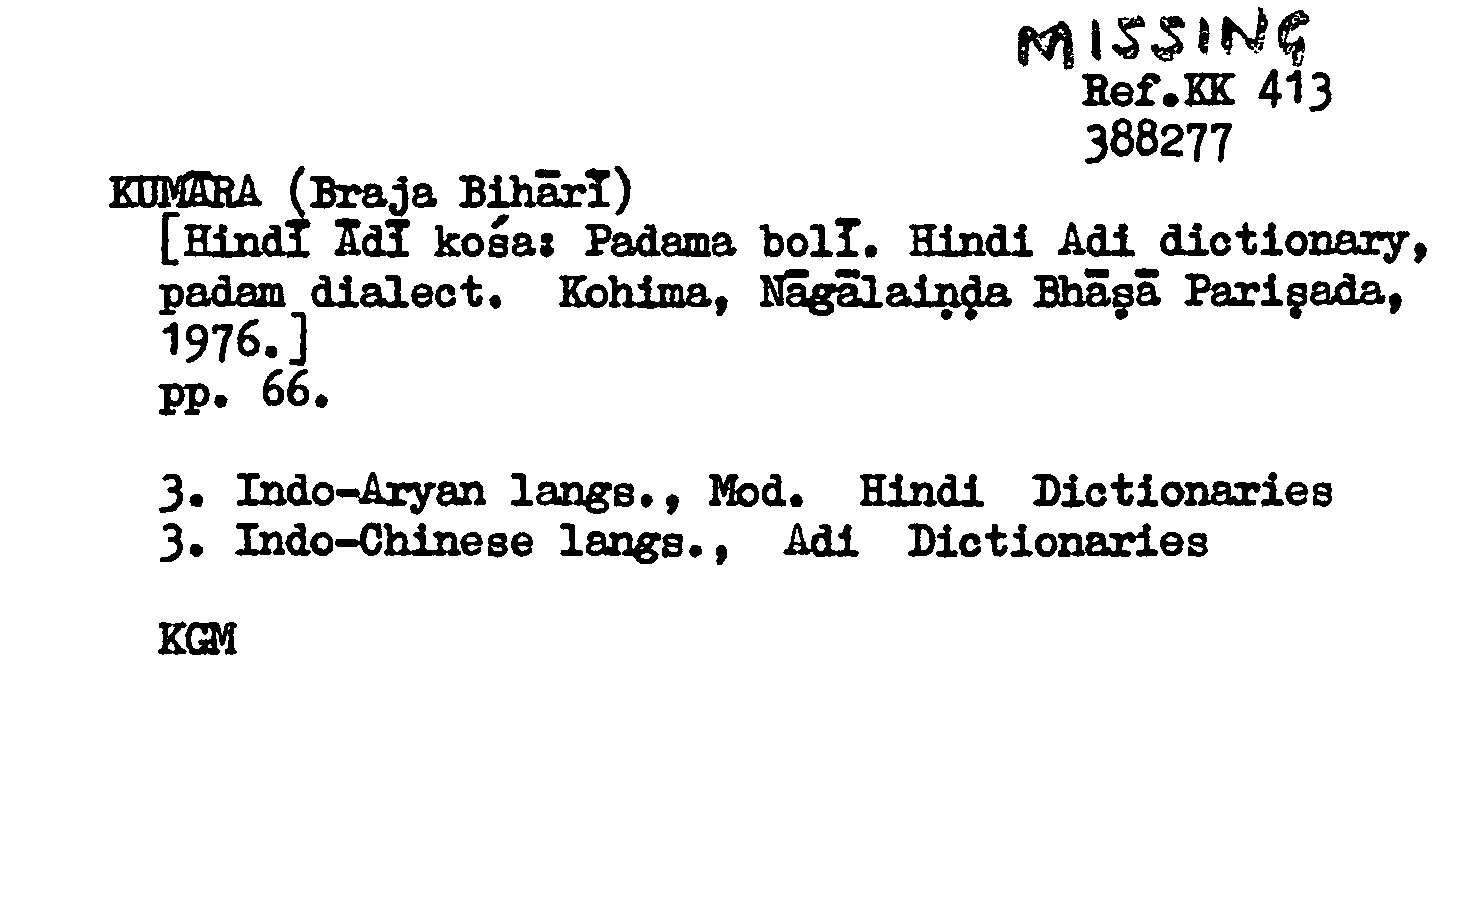 MISSING
Ref.KK 413
388277
KUMĀRA (Braja Bihārī)
[Hindī Ādī kośa: Padama bolī. Hindi Adi dictionary,
padam dialect. Kohima, Nāgālaiṇḍa Bhāṣā Pariṣada,
1976.]
pp. 66.
3. Indo-Aryan langs., Mod. Hindi Dictionaries
3. Indo-Chinese langs., Adi Dictionaries
KGM